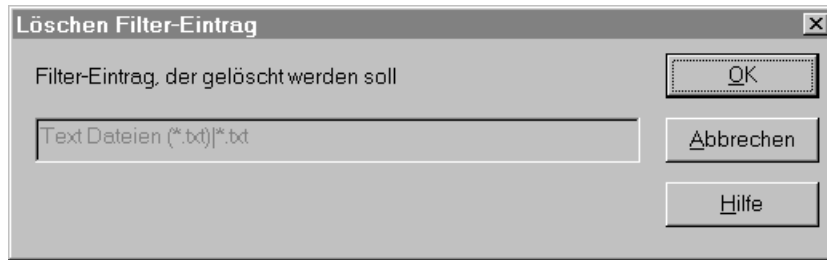 Löschen Filter-Eintrag
Filter-Eintrag, der gelöscht werden soll
OK
Text Dateien (*.txt)|*.txt
Abbrechen
Hilfe